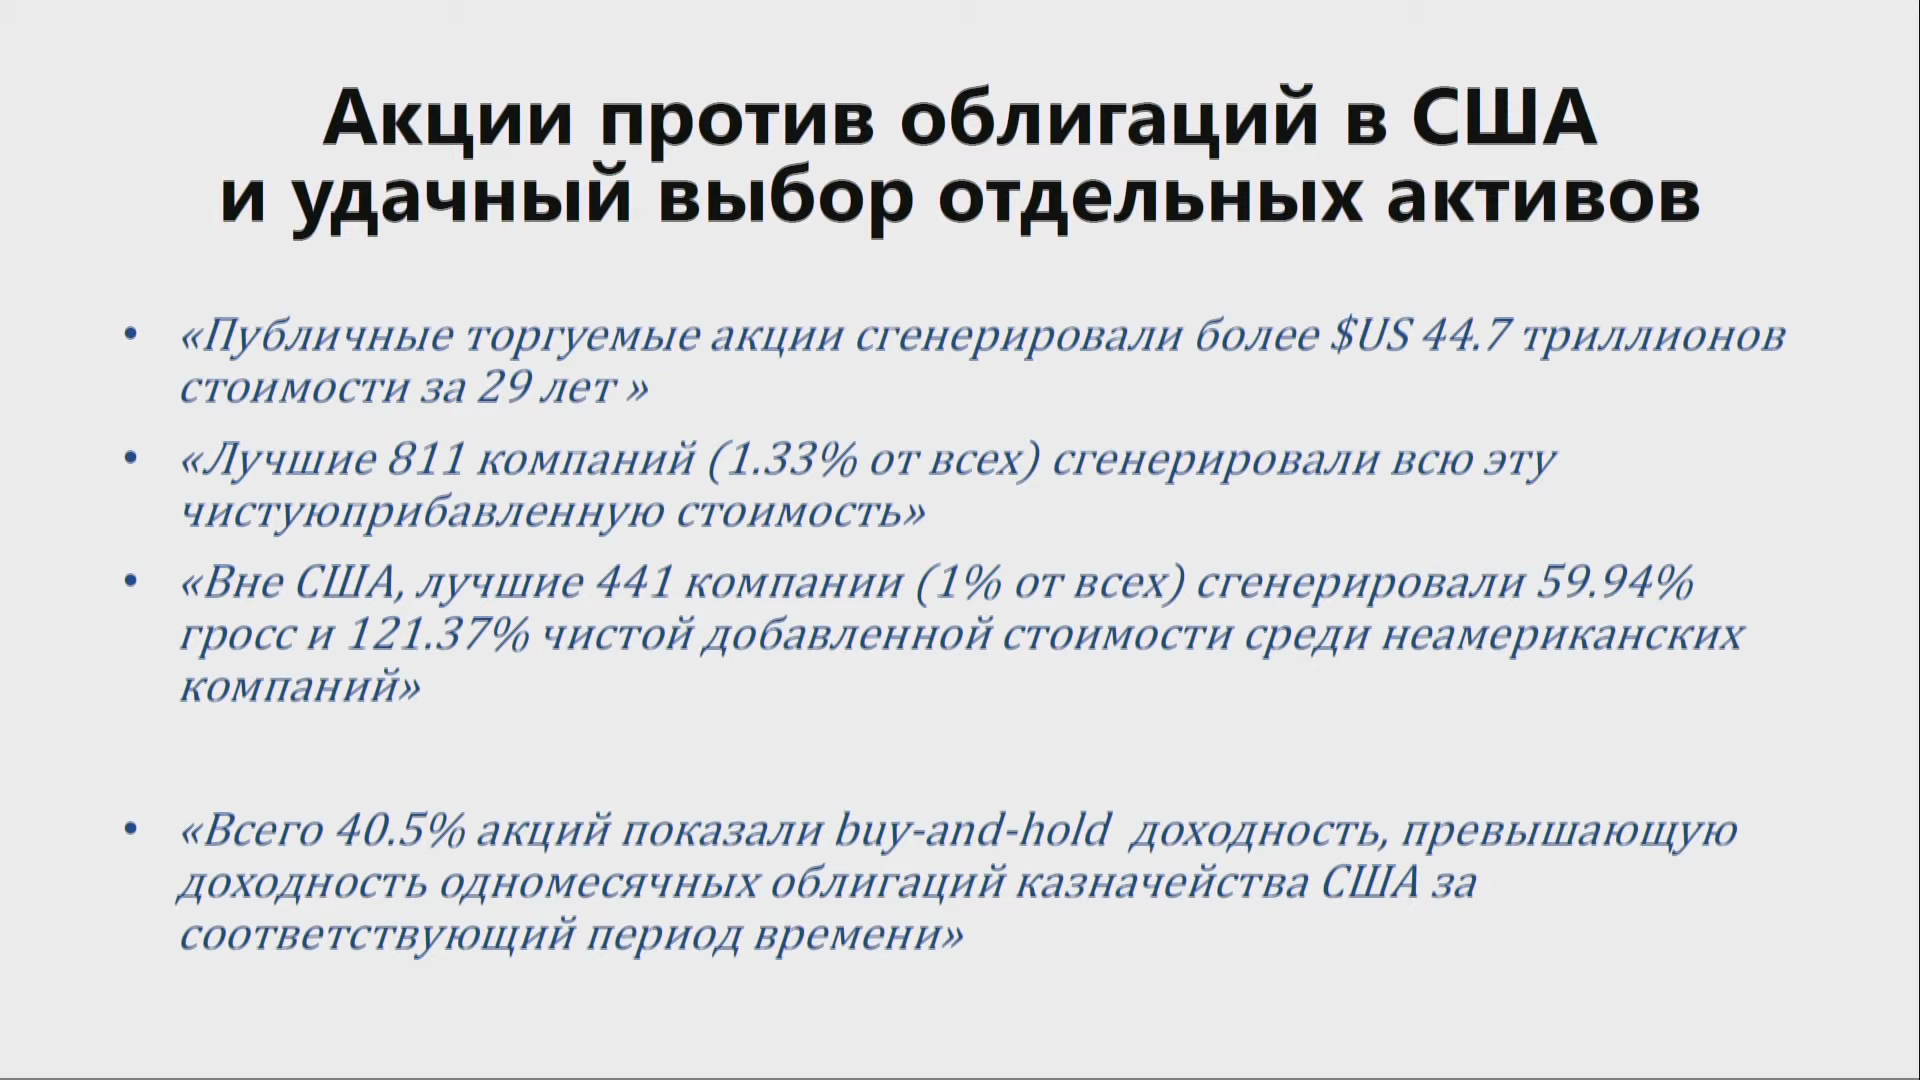 Акции против облигаций в США
и удачный выбор отдельных активов
• «Публичные торгуемые акции сгенерировали более $US 44.7 триллионов
стоимости за 29 лет »
• «Лучшие 811 компаний (1.33% от всех) сгенерировали всю эту
чистуюприбавленную стоимость»
• «Вне США, лучшие 441 компании (1% от всех) сгенерировали 59.94%
гросс и 121.37% чистой добавленной стоимости среди неамериканских
компаний»
• «Всего 40.5% акций показали buy-and-hold  доходность, превышающую
доходность одномесячных облигаций казначейства США за
соответствующий период времени»